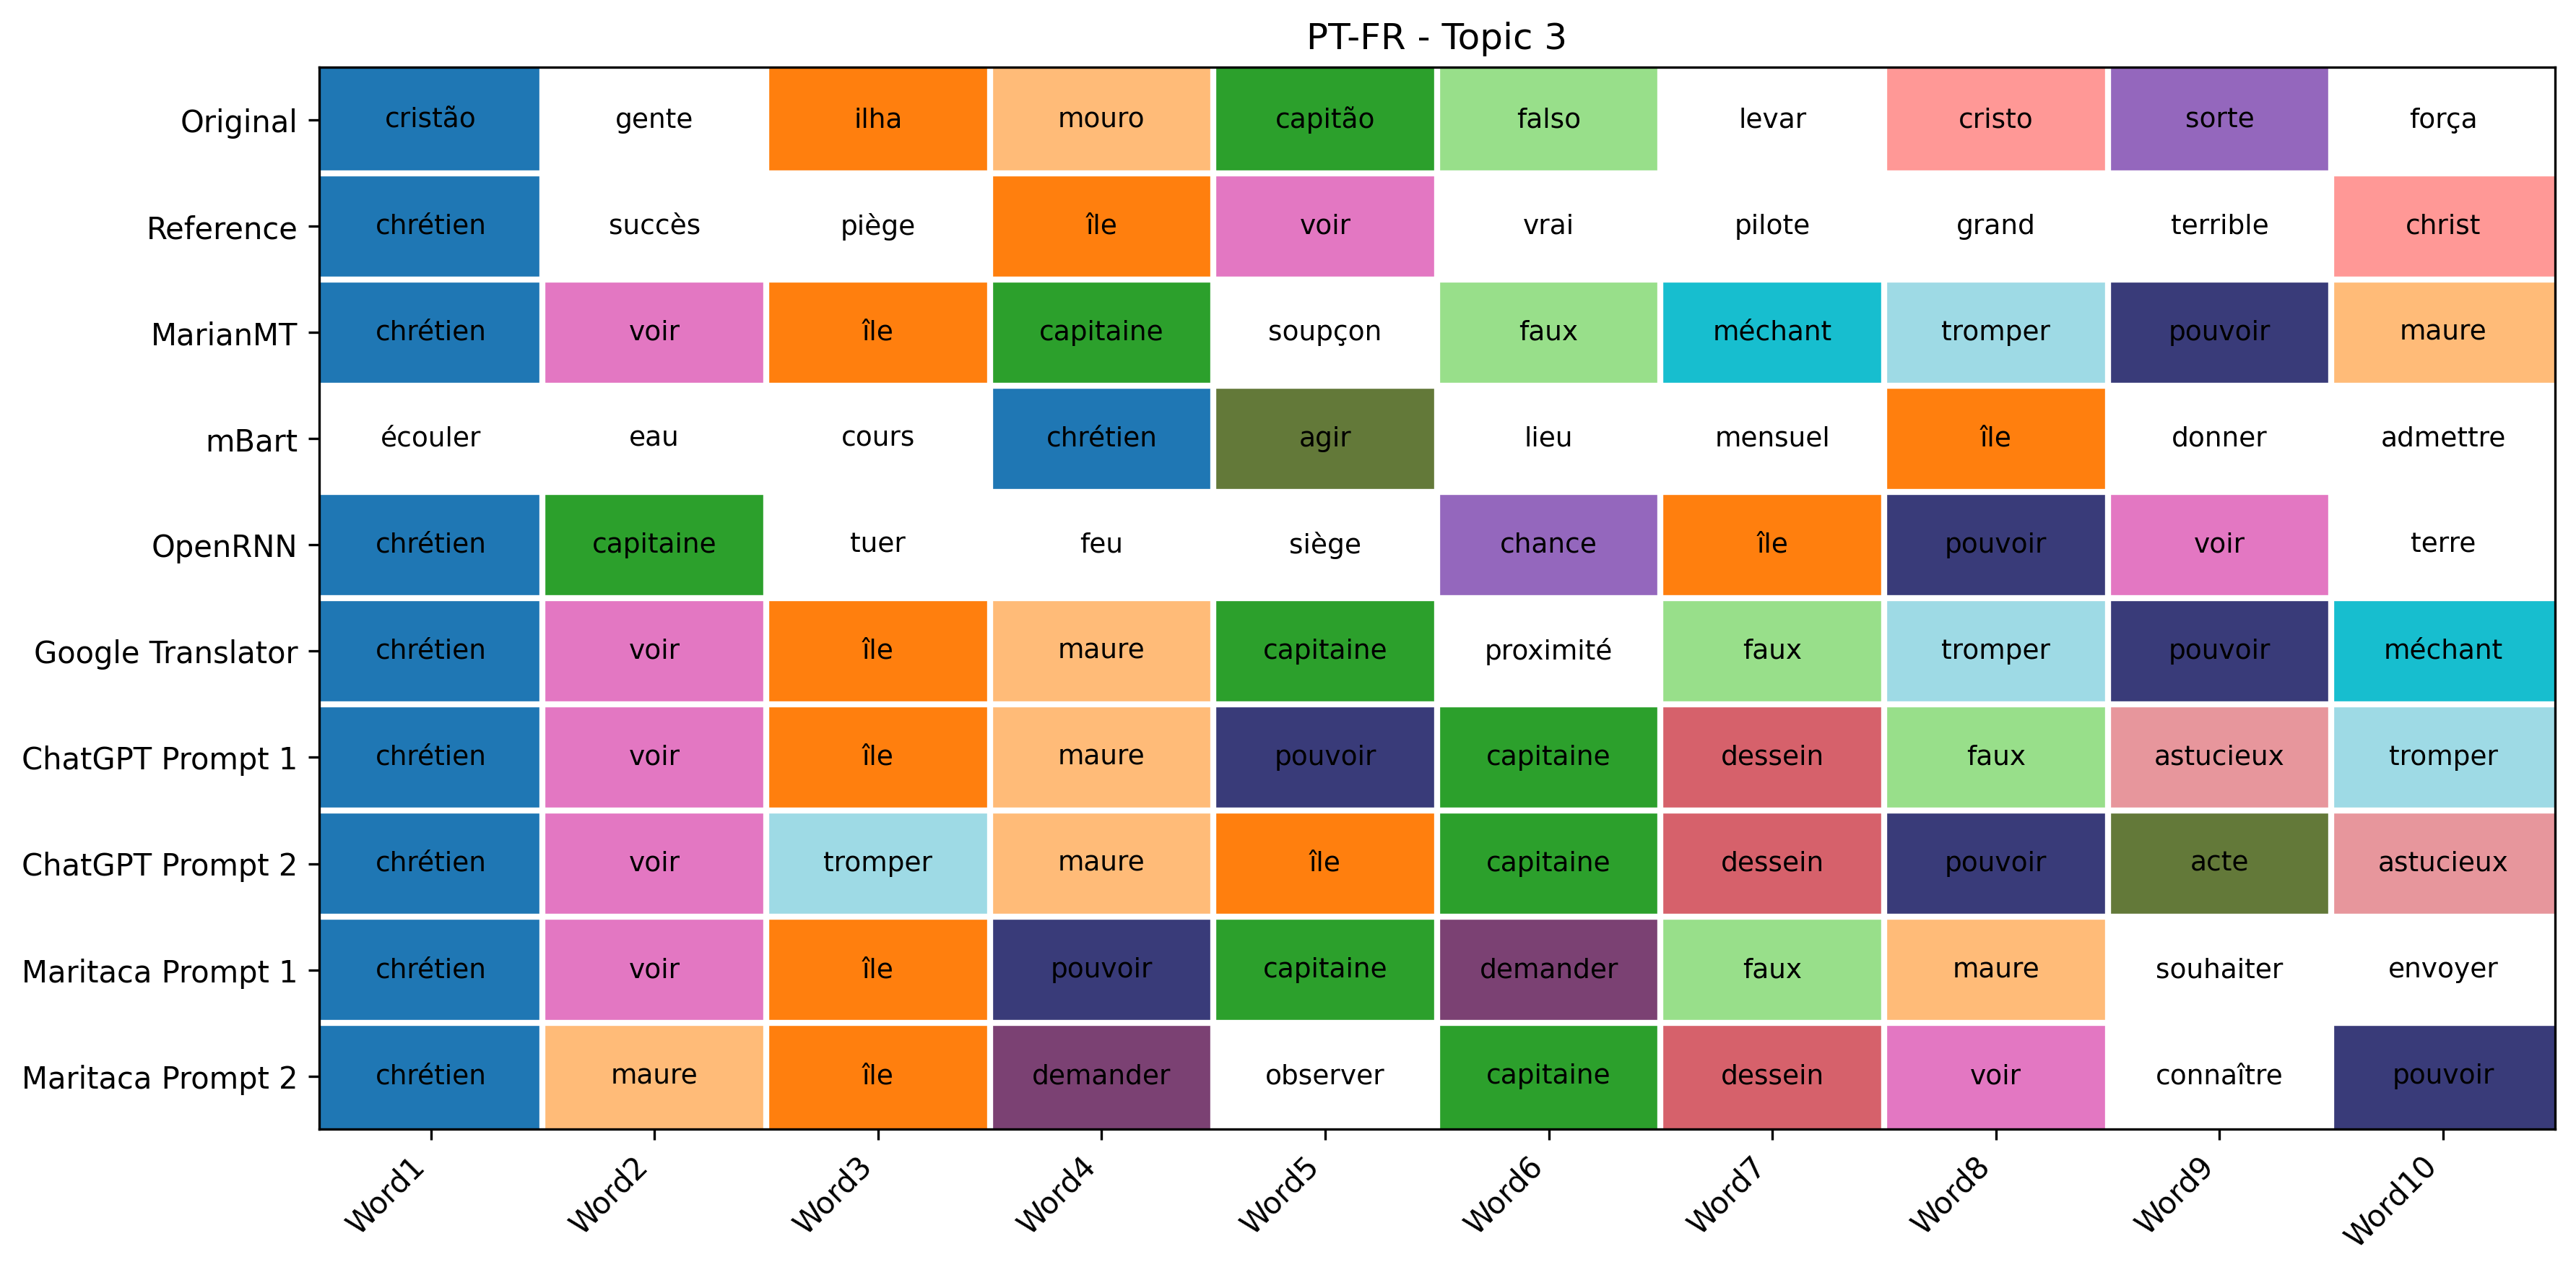 PT-FR - Topic 3
Original cristão gente ilha mouro capitão falso levar cristo sorte força
Reference chrétien succès piège île voir vrai pilote grand terrible christ
MarianMT chrétien voir île capitaine soupçon faux méchant tromper pouvoir maure
mBart écouler eau cours chrétien agir lieu mensuel île donner admettre
OpenRNN chrétien capitaine tuer feu siège chance île pouvoir voir terre
Google Translator chrétien voir île maure capitaine proximité faux tromper pouvoir méchant
ChatGPT Prompt 1 chrétien voir île maure pouvoir capitaine dessein faux astucieux tromper
ChatGPT Prompt 2 chrétien voir tromper maure île capitaine dessein pouvoir acte astucieux
Maritaca Prompt 1 chrétien voir île pouvoir capitaine demander faux maure souhaiter envoyer
Maritaca Prompt 2 chrétien maure île demander observer capitaine dessein voir connaître pouvoir
Word1 Word2 Word3 Word4 Word5 Word6 Word7 Word8 Word9 Word10